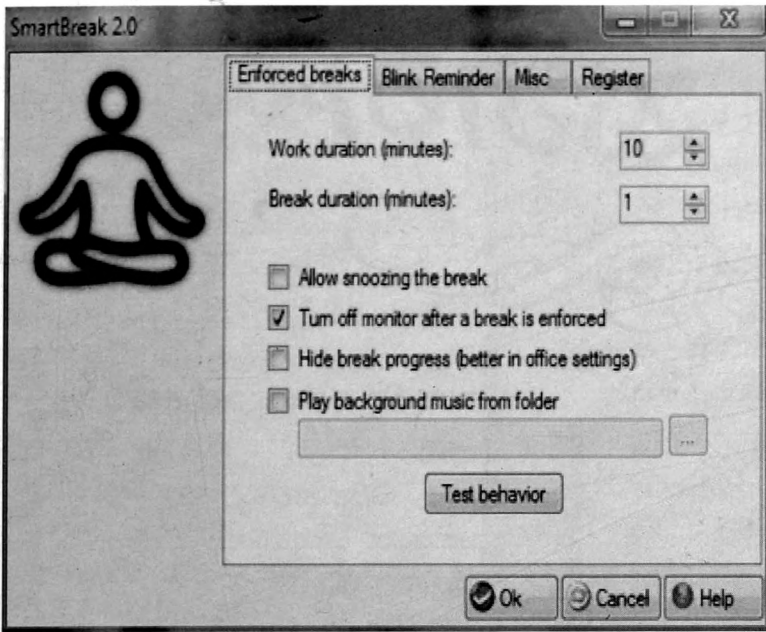 SmartBreak 2.0
Enforced breaks Blink Reminder Misc Register
Work duration (minutes): 10
Break duration (minutes): 1
Allow snoozing the break
Turn off monitor after a break is enforced
Hide break progress (better in office settings)
Play background music from folder
...
Test behavior
Ok Cancel Help